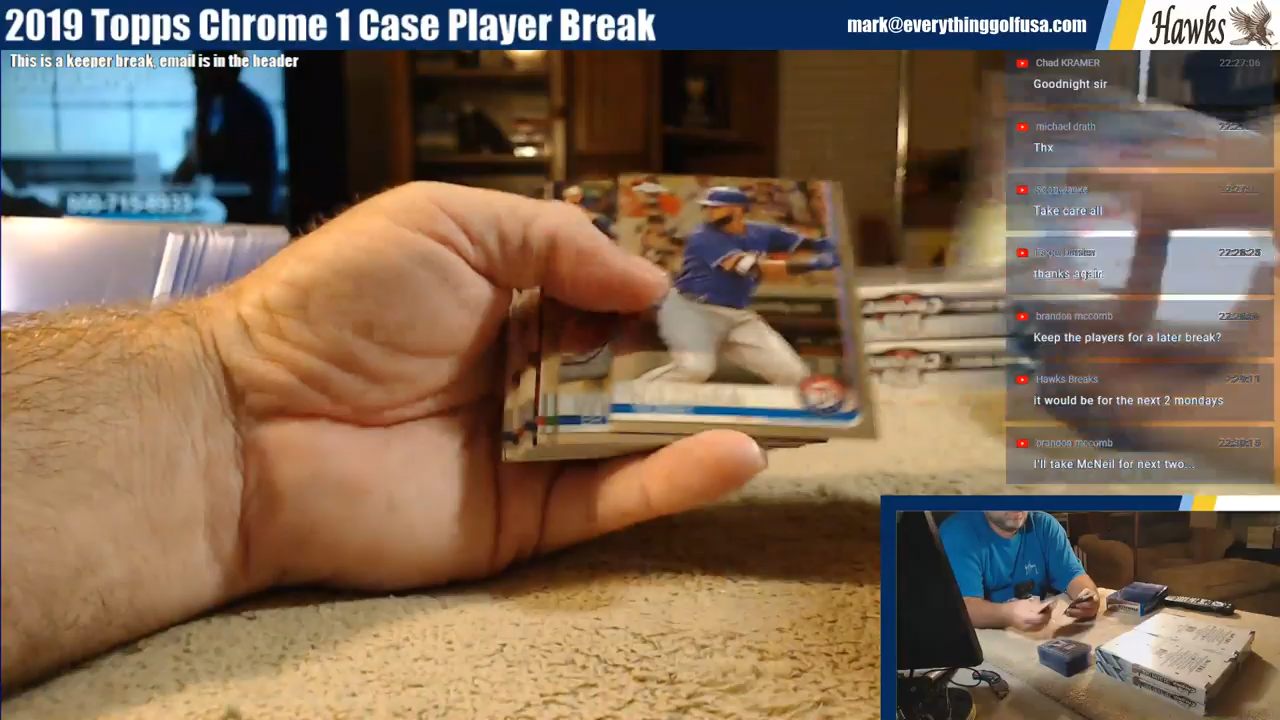 2019 Topps Chrome 1 Case Player Break
mark@everythinggolfusa.com
Hawks
This is a keeper break, email is in the header
Chad KRAMER 22:27:06
Goodnight sir
michael drath
Thx
Take care all
22:28:25
thanks again
brandon mccomb
Keep the players for a later break?
Hawks Breaks
it would be for the next 2 mondays
brandon mccomb
I'll take McNeil for next two...